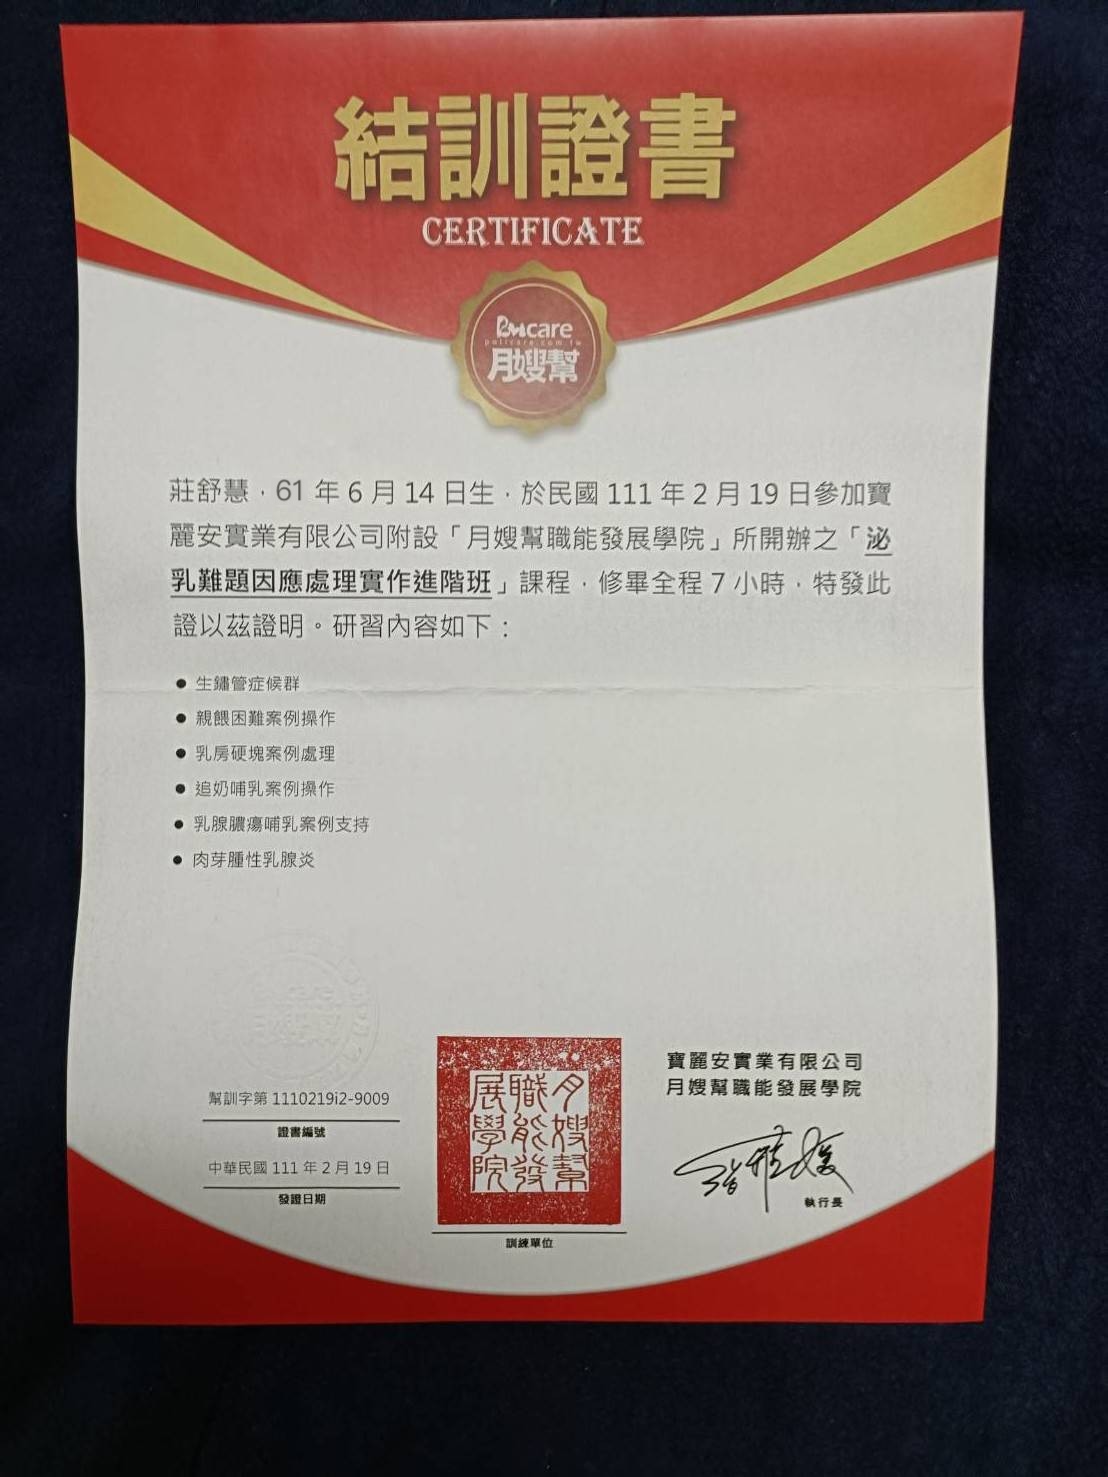 結訓證書
CERTIFICATE
care
policare.com.tw
月嫂幫
莊舒慧，61 年 6 月 14 日生，於民國 111 年 2 月 19 日參加寶
麗安實業有限公司附設「月嫂幫職能發展學院」所開辦之「泌
乳難題因應處理實作進階班」課程，修畢全程 7 小時，特發此
證以茲證明。研習內容如下：
● 生鏽管症候群
● 親餵困難案例操作
● 乳房硬塊案例處理
● 追奶哺乳案例操作
● 乳腺膿瘍哺乳案例支持
● 肉芽腫性乳腺炎
幫訓字第 1110219i2-9009
證書編號
中華民國 111 年 2 月 19 日
發證日期
月嫂幫
職能發
展學院
訓練單位
寶麗安實業有限公司
月嫂幫職能發展學院
執行長